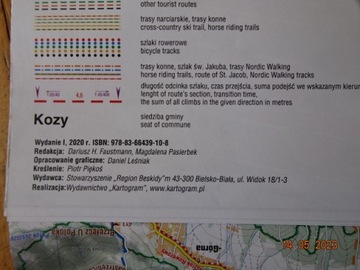 other tourist routes
trasy narciarskie, trasy konne
cross-country ski trail, horse riding trails
szlaki rowerowe
bicycle tracks
trasy konne, szlak św. Jakuba, trasy Nordic Walking
horse riding trails, route of St. Jacob, Nordic Walking tracks
długość odcinka szlaku, czas przejścia, suma podejść we wskazanym kierun
lenght of route's section, transition time,
the sum of all climbs in the given direction in metres
4,6
Kozy
siedziba gminy
seat of commune
Wydanie I, 2020 r. ISBN: 978-83-66439-10-8
Redakcja: Dariusz H. Faustmann, Magdalena Pasierbek
Opracowanie graficzne: Daniel Leśniak
Kreślenie: Piotr Piękoś
Wydawca: Stowarzyszenie „Region Beskidy" m 43-300 Bielsko-Biała, ul. Widok 18/1-3
Realizacja: Wydawnictwo „Kartogram", www.kartogram.pl
-Górna